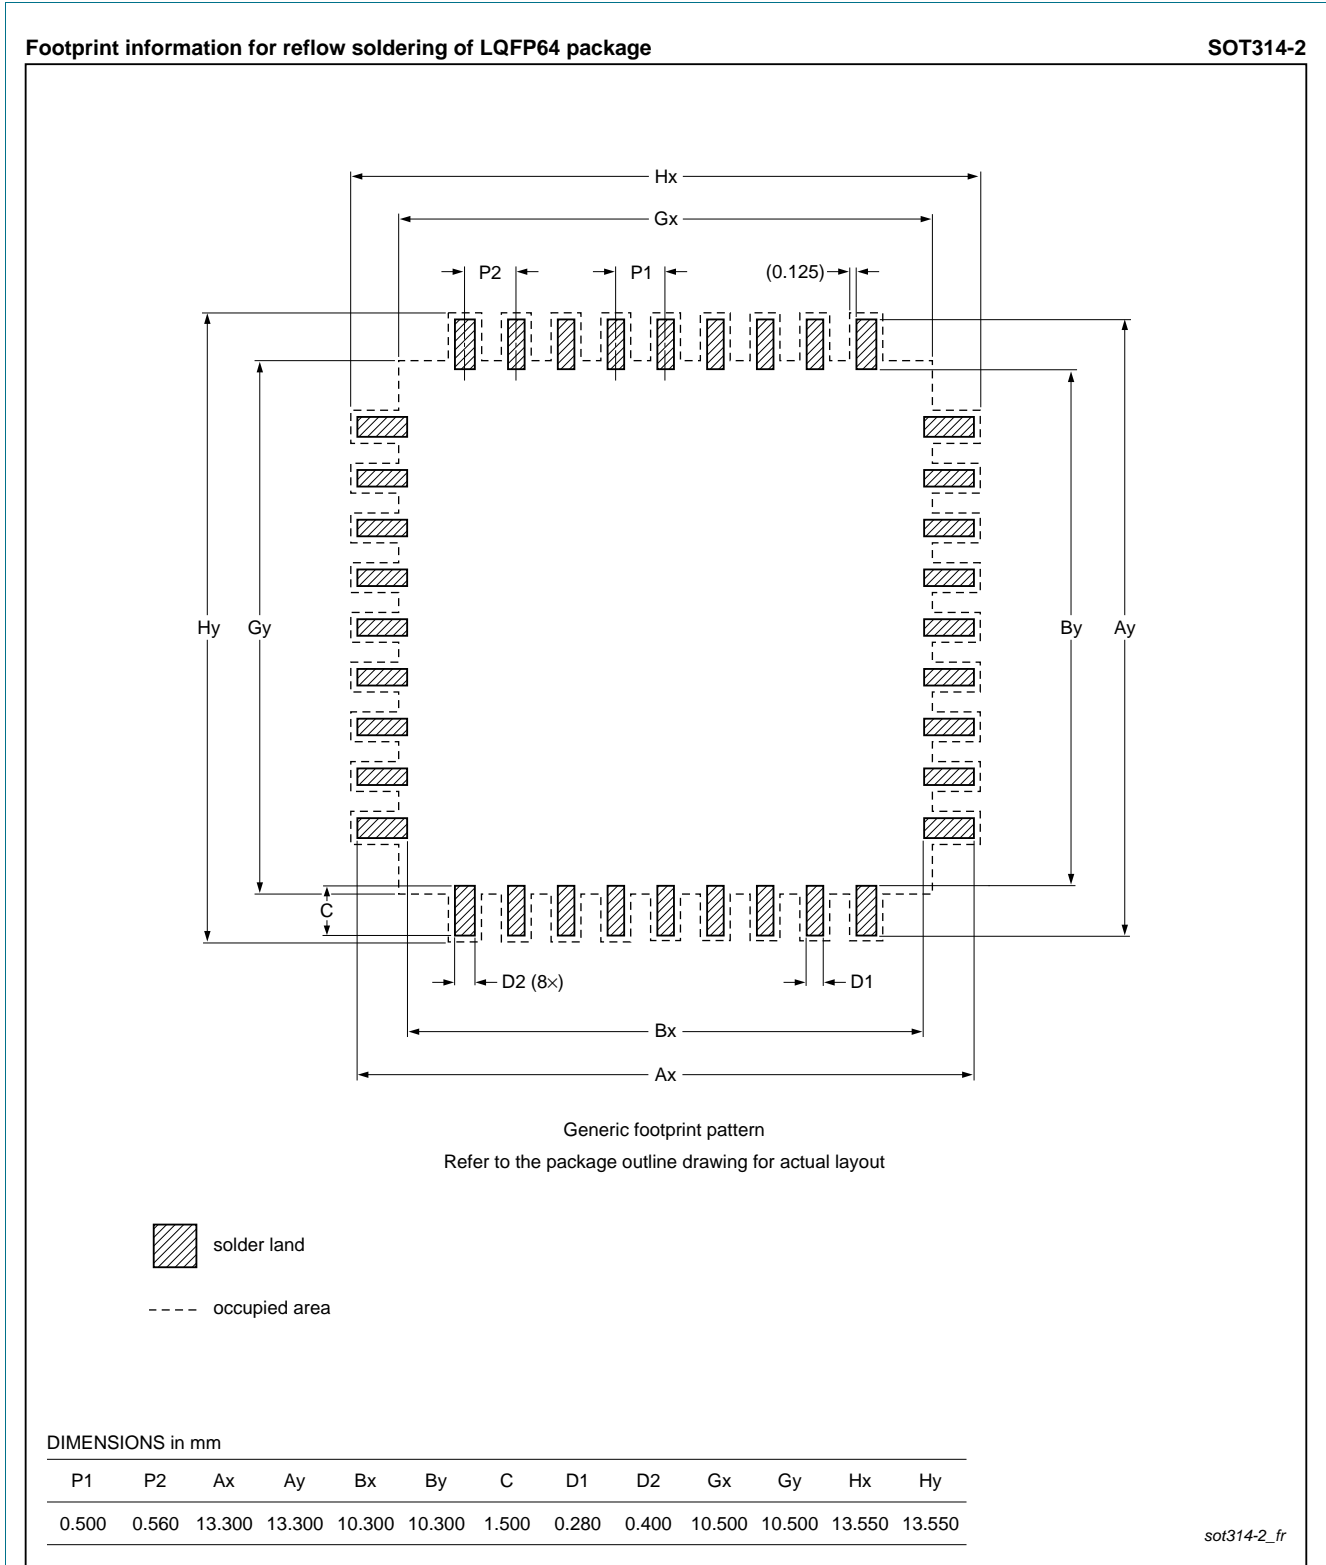 Footprint information for reflow soldering of LQFP64 package SOT314-2
Hx
Gx
P2 P1 (0.125)
Hy Gy By Ay
C
D2 (8×) D1
Bx
Ax
Generic footprint pattern
Refer to the package outline drawing for actual layout
solder land
occupied area
DIMENSIONS in mm
P1 P2 Ax Ay Bx By C D1 D2 Gx Gy Hx Hy
0.500 0.560 13.300 13.300 10.300 10.300 1.500 0.280 0.400 10.500 10.500 13.550 13.550
sot314-2_fr